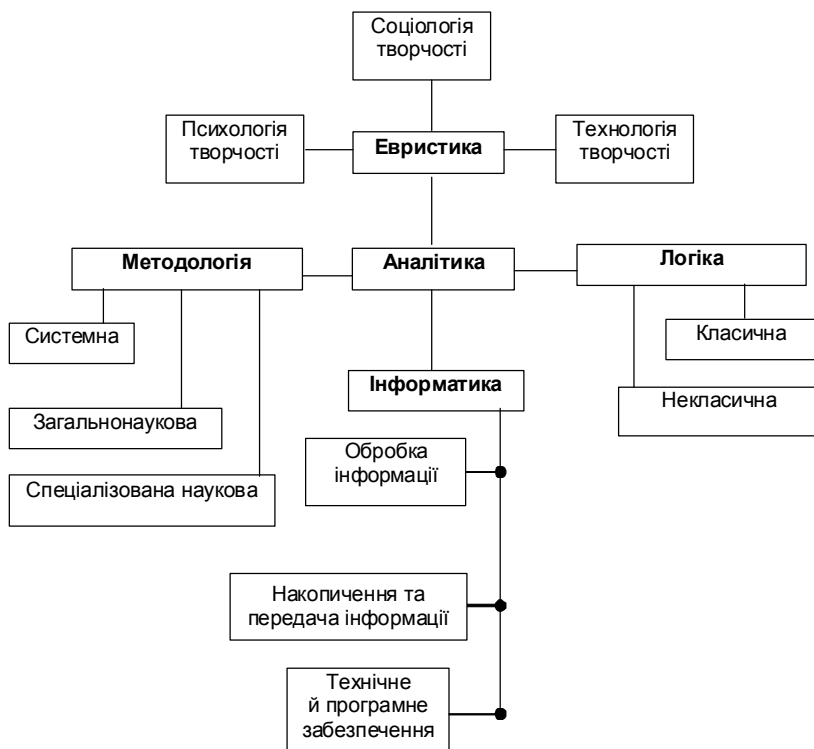 Соціологія
творчості
Психологія
творчості
Евристика
Технологія
творчості
Методологія
Аналітика
Логіка
Системна
Класична
Інформатика
Загальнонаукова
Некласична
Обробка
інформації
Спеціалізована наукова
Накопичення та
передача інформації
Технічне
й програмне
забезпечення